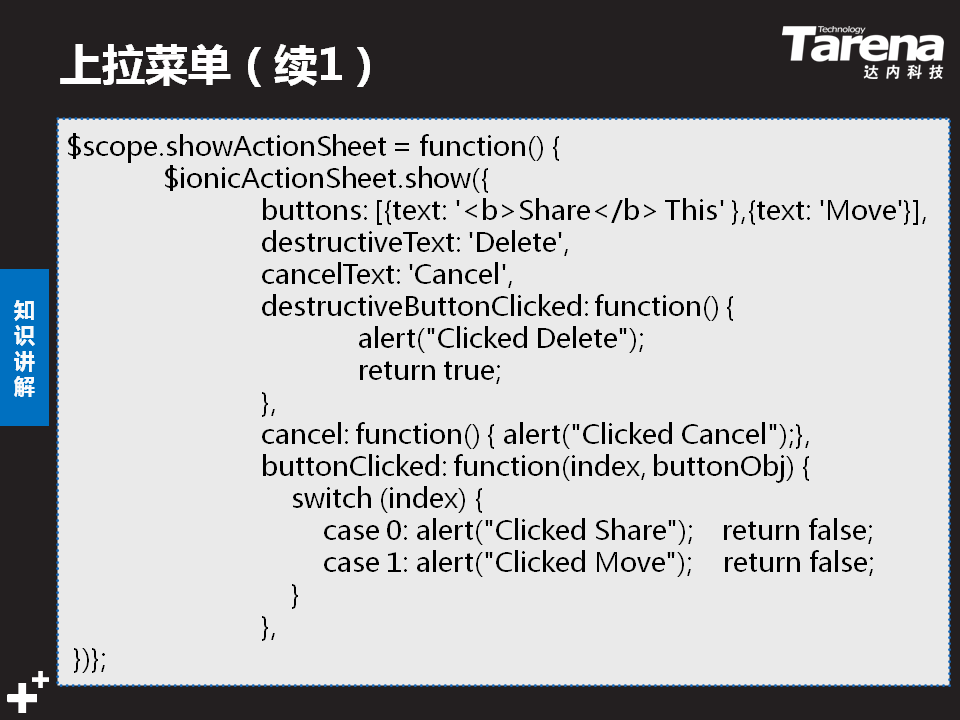 上拉菜单（续1）
Technology
Tarena
达内科技
$scope.showActionSheet = function() {
$ionicActionSheet.show({
buttons: [{text: '<b>Share</b> This' },{text: 'Move'}],
destructiveText: 'Delete',
cancelText: 'Cancel',
destructiveButtonClicked: function() {
alert("Clicked Delete");
return true;
},
cancel: function() { alert("Clicked Cancel");},
buttonClicked: function(index, buttonObj) {
switch (index) {
case 0: alert("Clicked Share"); return false;
case 1: alert("Clicked Move"); return false;
}
},
})};
知识讲解